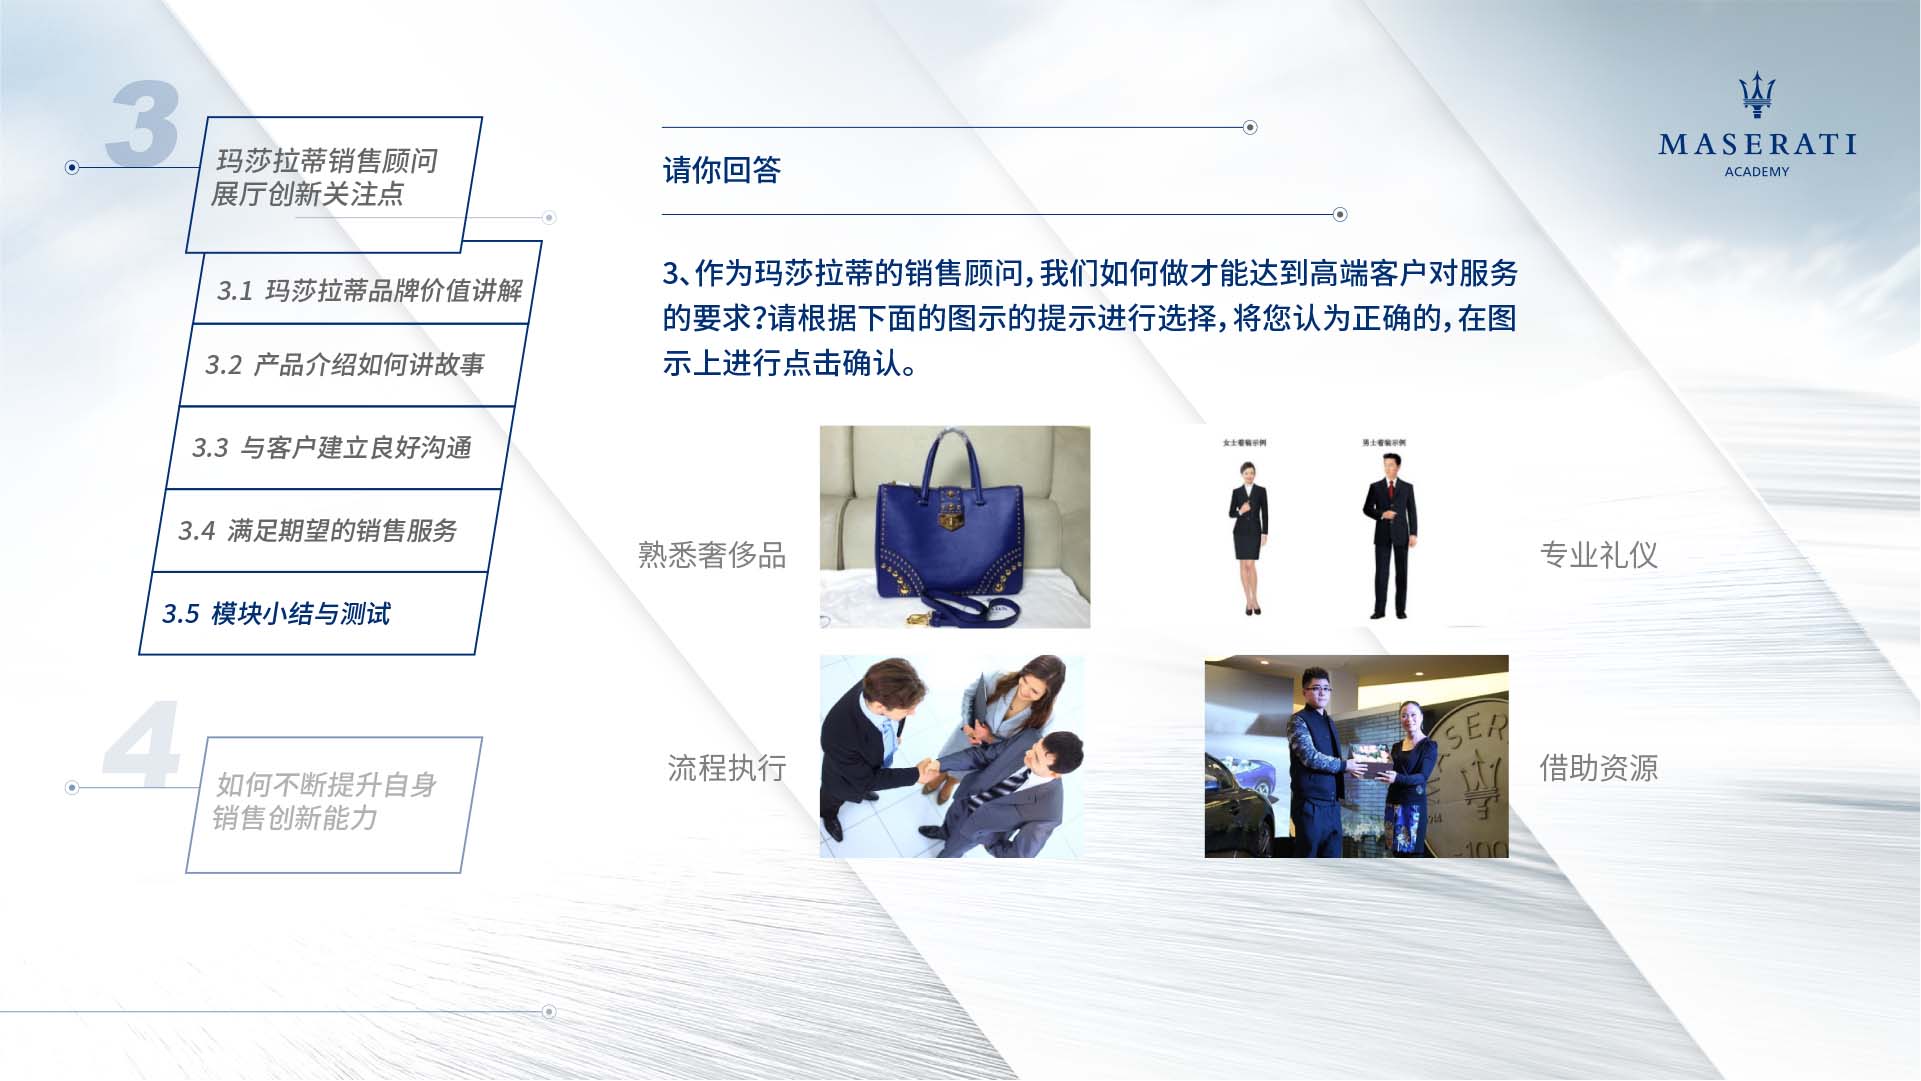 3
玛莎拉蒂销售顾问
展厅创新关注点
3.1 玛莎拉蒂品牌价值讲解
3.2 产品介绍如何讲故事
3.3 与客户建立良好沟通
3.4 满足期望的销售服务
3.5 模块小结与测试
4
如何不断提升自身
销售创新能力
MASERATI
ACADEMY
请你回答
3、作为玛莎拉蒂的销售顾问，我们如何做才能达到高端客户对服务
的要求？请根据下面的图示的提示进行选择，将您认为正确的，在图
示上进行点击确认。
熟悉奢侈品
女士着装示例
男士着装示例
专业礼仪
流程执行
借助资源